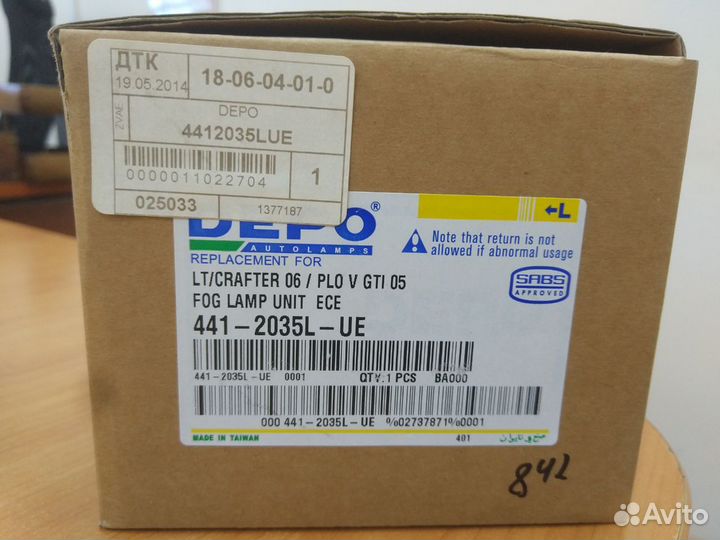 ДТК
19.05.2014
18-06-04-01-0
ZVAE
DEPO
4412035LUE
0000011022704
1
025033
1377187
DEPO®
AUTOLAMPS
REPLACEMENT FOR
←L
Note that return is not
allowed if abnormal usage
LT/CRAFTER 06 / PLO V GTI 05
FOG LAMP UNIT ECE
441-2035L-UE
SABS
APPROVED
441-2035L-UE 0001
QTY:1 PCS
BA000
000 441-2035L-UE %02737871%0001
MADE IN TAIWAN
401
842
Avito